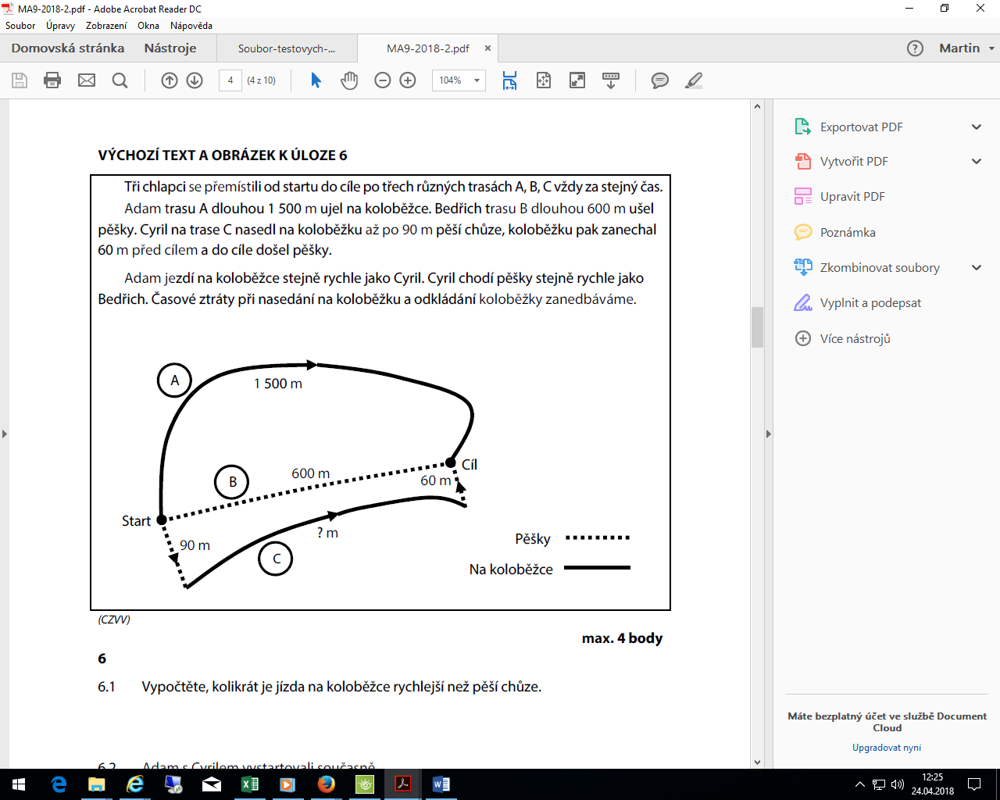 MA9-2018-2.pdf - Adobe Acrobat Reader DC
Soubor Úpravy Zobrazení Okna Nápověda
Domovská stránka Nástroje Soubor-testovych-... MA9-2018-2.pdf × Martin
4 (4 z 10) 104%
VÝCHOZÍ TEXT A OBRÁZEK K ÚLOZE 6
Tři chlapci se přemístili od startu do cíle po třech různých trasách A, B, C vždy za stejný čas.
Adam trasu A dlouhou 1 500 m ujel na koloběžce. Bedřich trasu B dlouhou 600 m ušel
pěšky. Cyril na trase C nasedl na koloběžku až po 90 m pěší chůze, koloběžku pak zanechal
60 m před cílem a do cíle došel pěšky.
Adam jezdí na koloběžce stejně rychle jako Cyril. Cyril chodí pěšky stejně rychle jako
Bedřich. Časové ztráty při nasedání na koloběžku a odkládání koloběžky zanedbáváme.
A
1 500 m
B
600 m
Cíl
60 m
Start
90 m
? m
C
Pěšky
Na koloběžce
(CZVV)
max. 4 body
6
6.1 Vypočtěte, kolikrát je jízda na koloběžce rychlejší než pěší chůze.
6.2 Adam s Cyrilem vystartovali současně.
Exportovat PDF
Vytvořit PDF
Upravit PDF
Poznámka
Zkombinovat soubory
Vyplnit a podepsat
Více nástrojů
Máte bezplatný účet ve službě Document
Cloud
Upgradovat nyní
12:25
24.04.2018